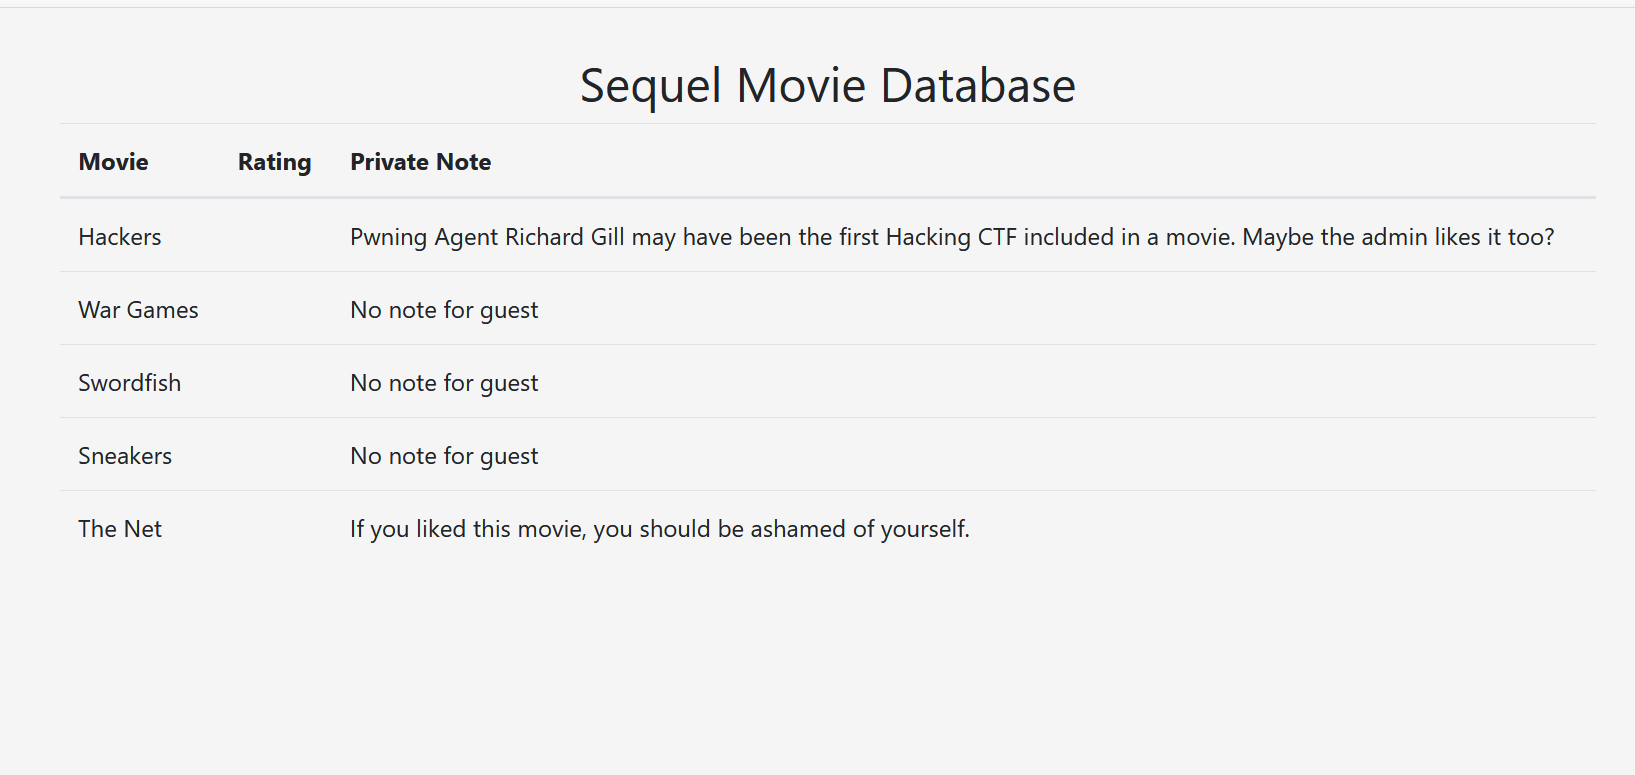 Sequel Movie Database
Movie Rating Private Note
Hackers Pwning Agent Richard Gill may have been the first Hacking CTF included in a movie. Maybe the admin likes it too?
War Games No note for guest
Swordfish No note for guest
Sneakers No note for guest
The Net If you liked this movie, you should be ashamed of yourself.